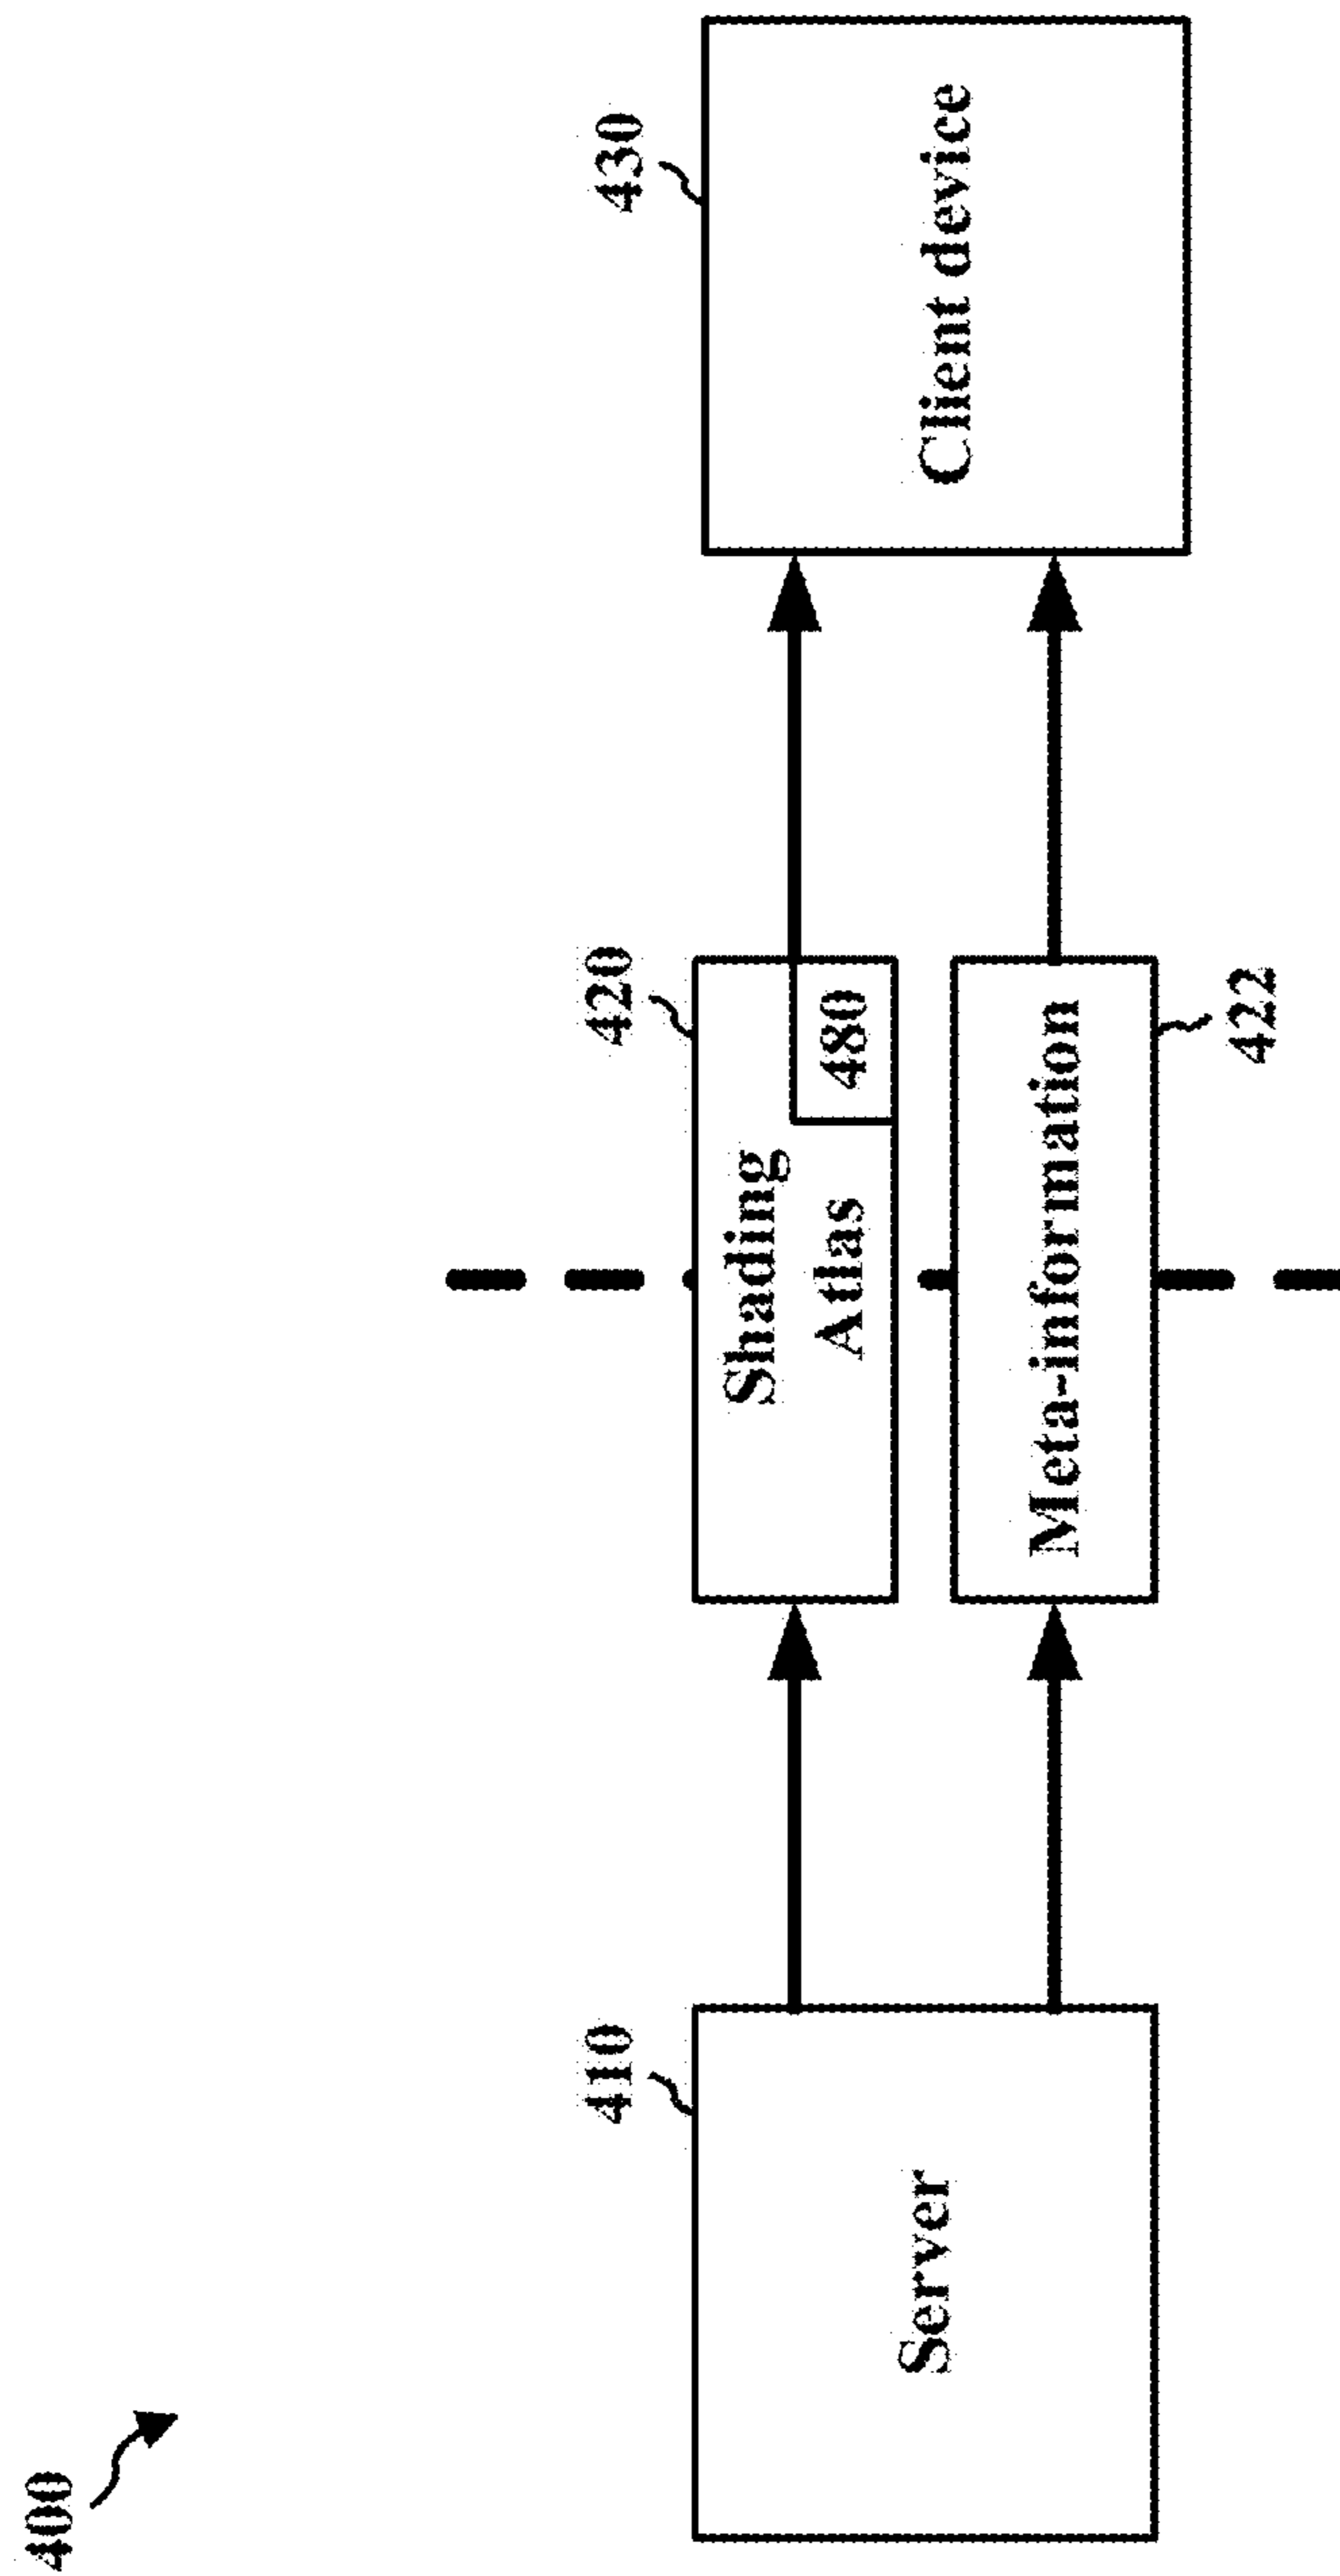 400
410
Server
420
Shading
Atlas
480
Meta-information
422
430
Client device